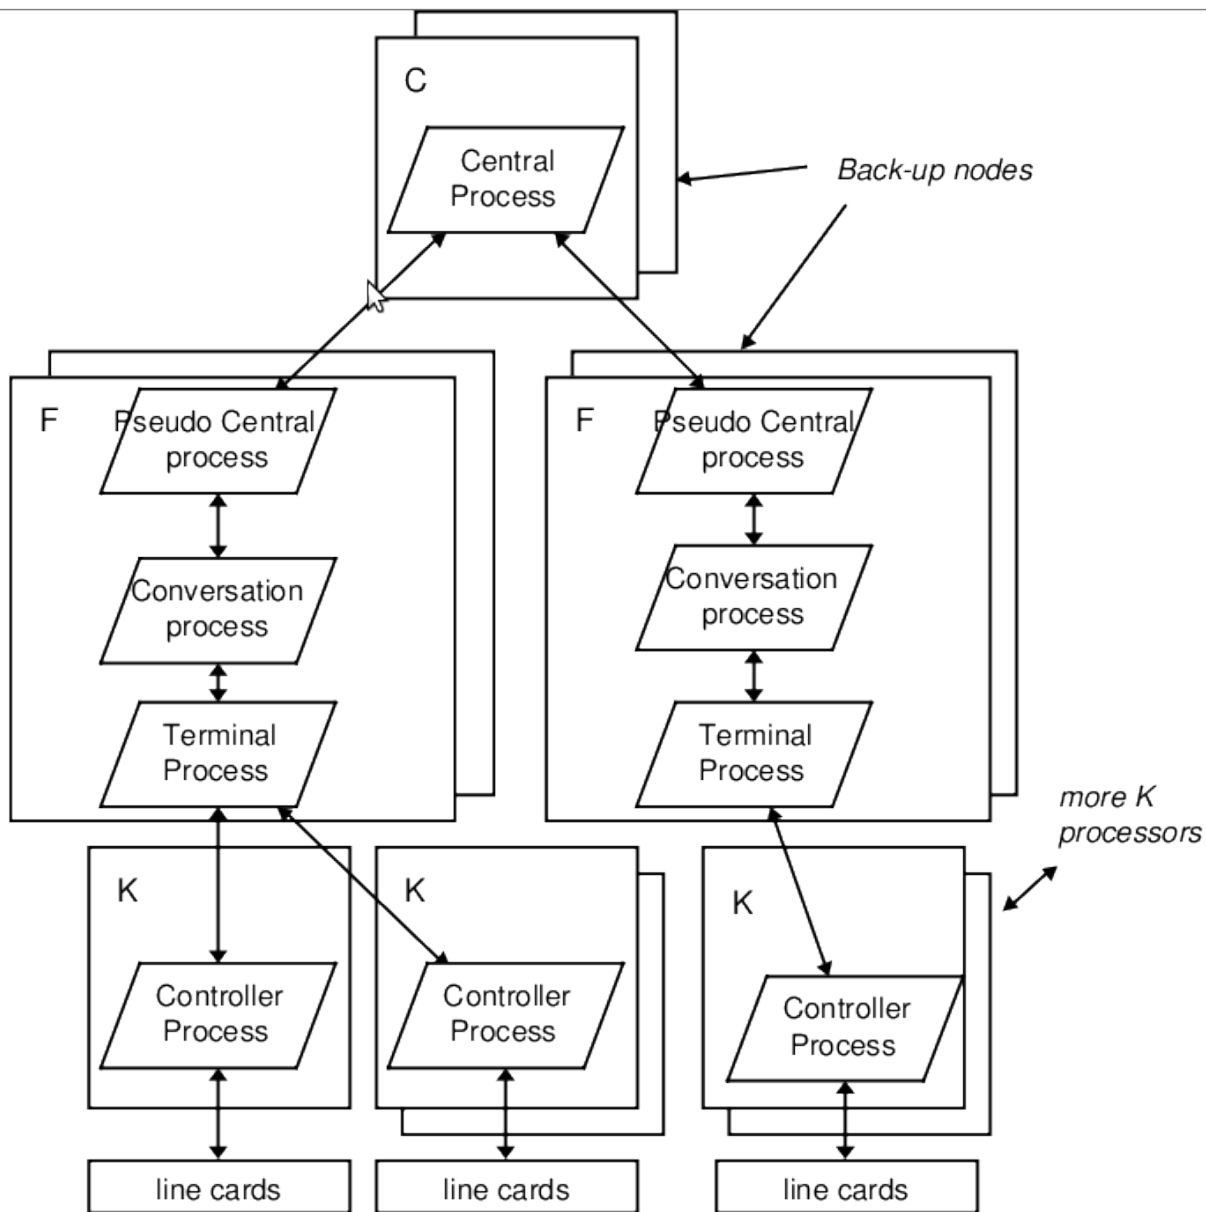 C
Central
Process
Back-up nodes
F
Pseudo Central
process
F
Pseudo Central
process
Conversation
process
Conversation
process
Terminal
Process
Terminal
Process
more K
processors
K
K
K
Controller
Process
Controller
Process
Controller
Process
line cards
line cards
line cards